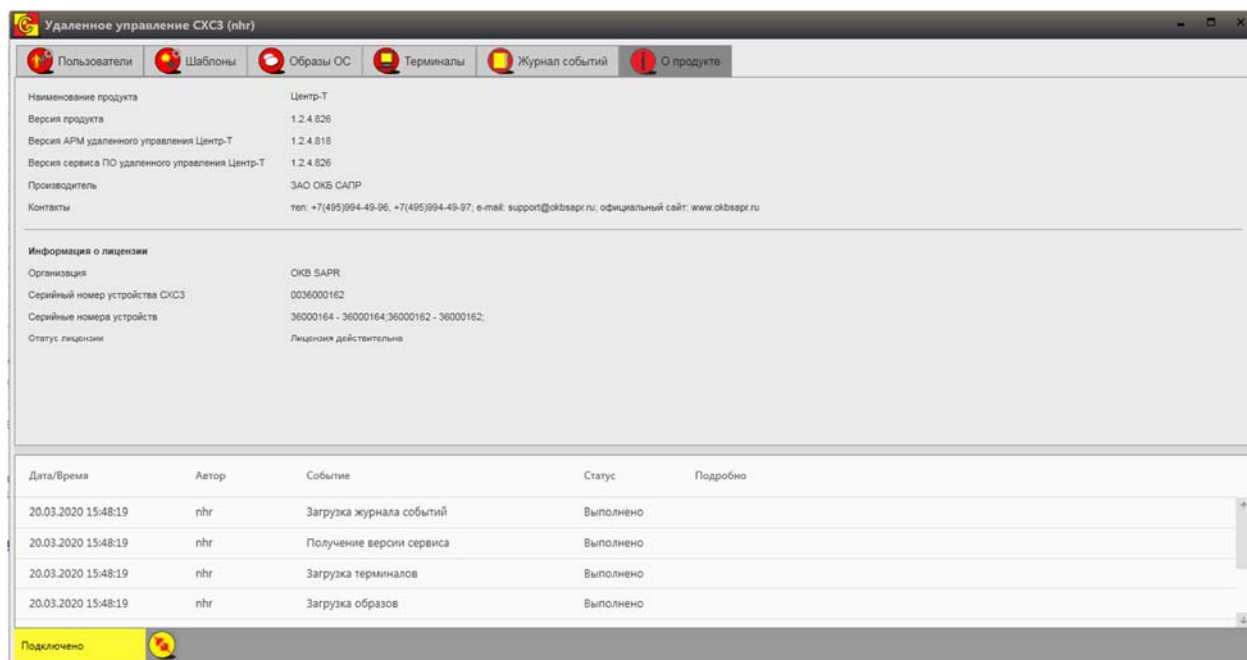 Удаленное управление СХСЗ (nhr)
Пользователи Шаблоны Образы ОС Терминалы Журнал событий О продукте
Наименование продукта Центр-Т
Версия продукта 1.2.4.826
Версия АРМ удаленного управления Центр-Т 1.2.4.818
Версия сервиса ПО удаленного управления Центр-Т 1.2.4.826
Производитель ЗАО ОКБ САПР
Контакты тел: +7(495)994-49-96, +7(495)994-49-97; e-mail: support@okbsapr.ru; официальный сайт: www.okbsapr.ru
Информация о лицензии
Организация OKB SAPR
Серийный номер устройства СХСЗ 0036000162
Серийные номера устройств 36000164 - 36000164;36000162 - 36000162;
Статус лицензии Лицензия действительна
Дата/Время Автор Событие Статус Подробно
20.03.2020 15:48:19 nhr Загрузка журнала событий Выполнено
20.03.2020 15:48:19 nhr Получение версии сервиса Выполнено
20.03.2020 15:48:19 nhr Загрузка терминалов Выполнено
20.03.2020 15:48:19 nhr Загрузка образов Выполнено
Подключено